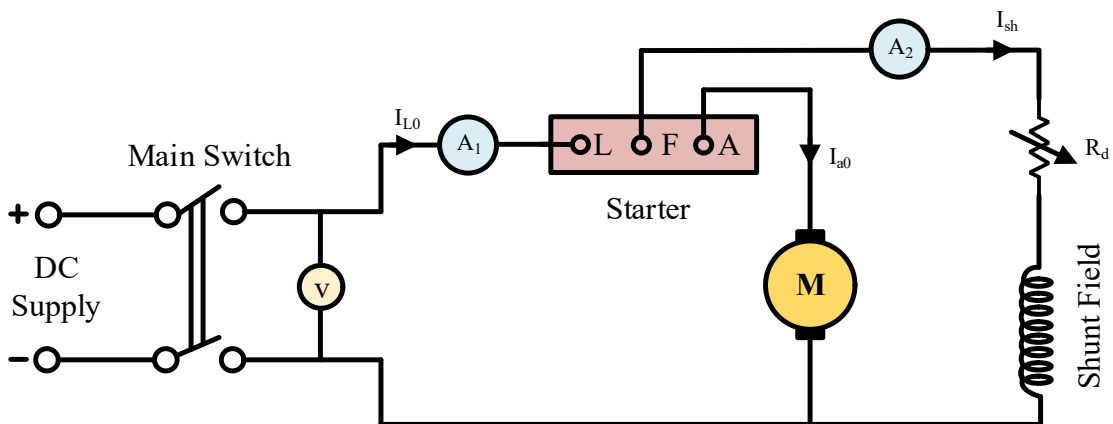 I_sh
A_2
I_L0
A_1
L F A
R_d
Main Switch
I_a0
Starter
+
DC
Supply
v
M
Shunt Field
−